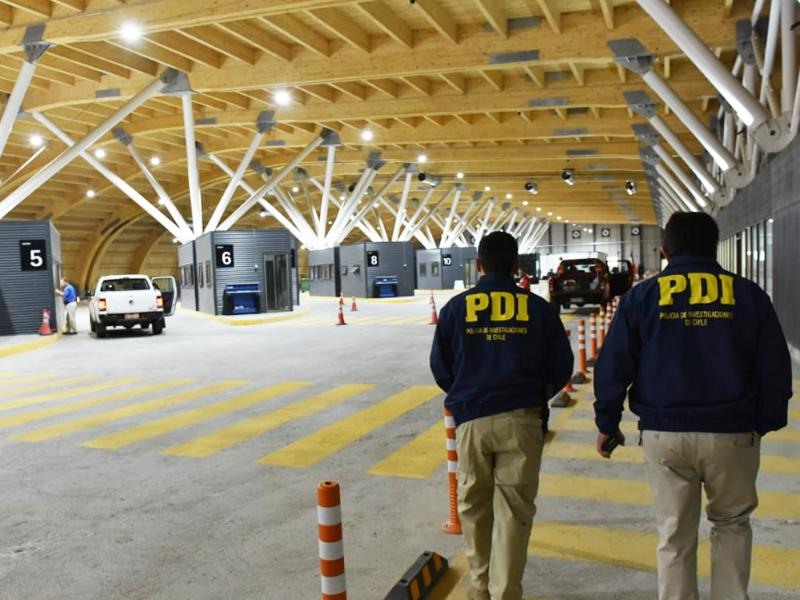 5
6
8
10
PDI
POLICIA DE INVESTIGACIONES
DE CHILE
PDI
POLICIA DE INVESTIGACIONES
DE CHILE